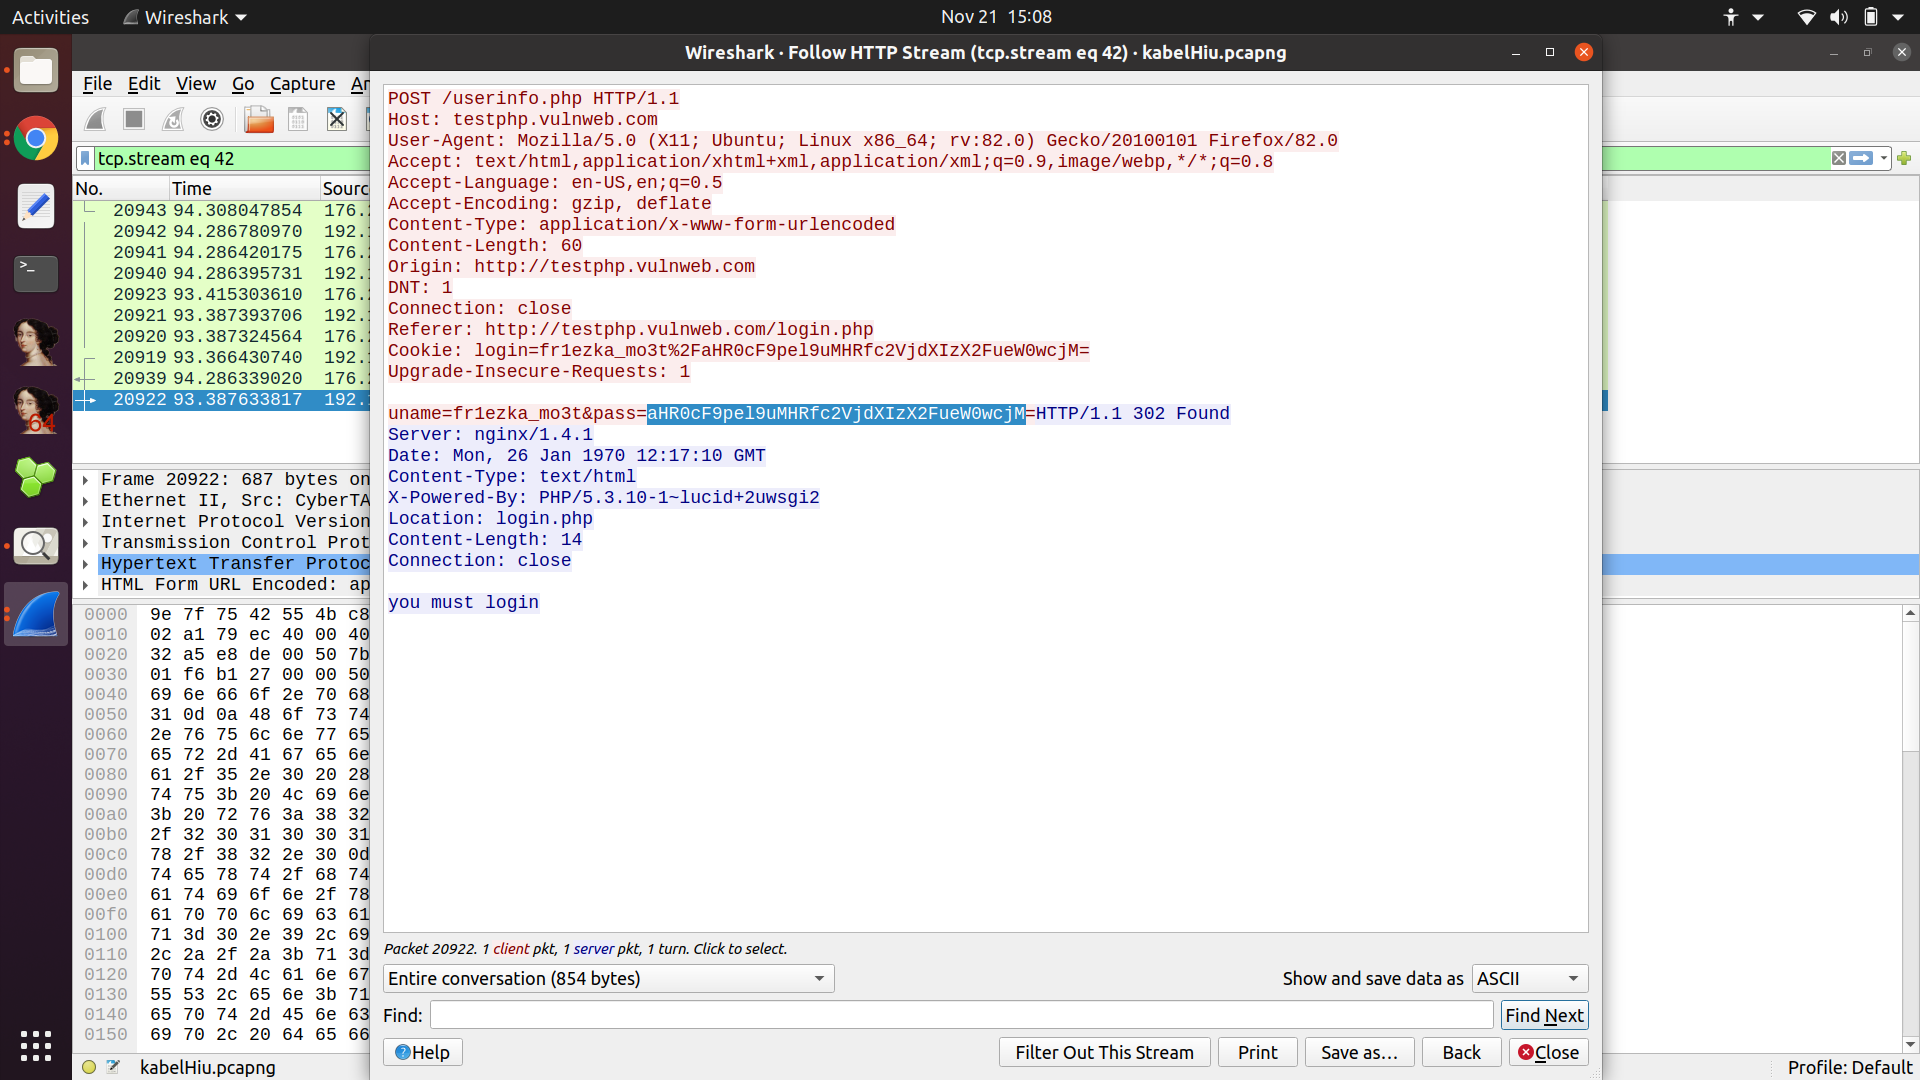 Activities
Wireshark
Nov 21 15:08
Wireshark · Follow HTTP Stream (tcp.stream eq 42) · kabelHiu.pcapng
File Edit View Go Capture
tcp.stream eq 42
No. Time
20943 94.308047854 176.
20942 94.286780970 192.
20941 94.286420175 176.
20940 94.286395731 192.
20923 93.415303610 176.
20921 93.387393706 192.
20920 93.387324564 176.
20919 93.366430740 192.
20939 94.286339020 176.
20922 93.387633817 192.
Frame 20922: 687 bytes on
Ethernet II, Src: CyberTA
Internet Protocol Version
Transmission Control Prot
Hypertext Transfer Protoc
HTML Form URL Encoded: ap
0000 9e 7f 75 42 55 4b c8
0010 02 a1 79 ec 40 00 40
0020 32 a5 e8 de 00 50 7b
0030 01 f6 b1 27 00 00 50
0040 69 6e 66 6f 2e 70 68
0050 31 0d 0a 48 6f 73 74
0060 2e 76 75 6c 6e 77 65
0070 65 72 2d 41 67 65 6e
0080 61 2f 35 2e 30 20 28
0090 74 75 3b 20 4c 69 6e
00a0 3b 20 72 76 3a 38 32
00b0 2f 32 30 31 30 30 31
00c0 78 2f 38 32 2e 30 0d
00d0 74 65 78 74 2f 68 74
00e0 61 74 69 6f 6e 2f 78
00f0 61 70 70 6c 69 63 61
0100 71 3d 30 2e 39 2c 69
0110 2c 2a 2f 2a 3b 71 3d
0120 70 74 2d 4c 61 6e 67
0130 55 53 2c 65 6e 3b 71
0140 65 70 74 2d 45 6e 63
0150 69 70 2c 20 64 65 66
POST /userinfo.php HTTP/1.1
Host: testphp.vulnweb.com
User-Agent: Mozilla/5.0 (X11; Ubuntu; Linux x86_64; rv:82.0) Gecko/20100101 Firefox/82.0
Accept: text/html,application/xhtml+xml,application/xml;q=0.9,image/webp,*/*;q=0.8
Accept-Language: en-US,en;q=0.5
Accept-Encoding: gzip, deflate
Content-Type: application/x-www-form-urlencoded
Content-Length: 60
Origin: http://testphp.vulnweb.com
DNT: 1
Connection: close
Referer: http://testphp.vulnweb.com/login.php
Cookie: login=fr1ezka_mo3t%2FaHR0cF9pel9uMHRfc2VjdXIzX2FueW0wcjM=
Upgrade-Insecure-Requests: 1
uname=fr1ezka_mo3t&pass=aHR0cF9pel9uMHRfc2VjdXIzX2FueW0wcjM=HTTP/1.1 302 Found
Server: nginx/1.4.1
Date: Mon, 26 Jan 1970 12:17:10 GMT
Content-Type: text/html
X-Powered-By: PHP/5.3.10-1~lucid+2uwsgi2
Location: login.php
Content-Length: 14
Connection: close
you must login
Packet 20922. 1 client pkt, 1 server pkt, 1 turn. Click to select.
Entire conversation (854 bytes)
Show and save data as ASCII
Find: Find Next
Help Filter Out This Stream Print Save as… Back Close
kabelHiu.pcapng
Profile: Default
64